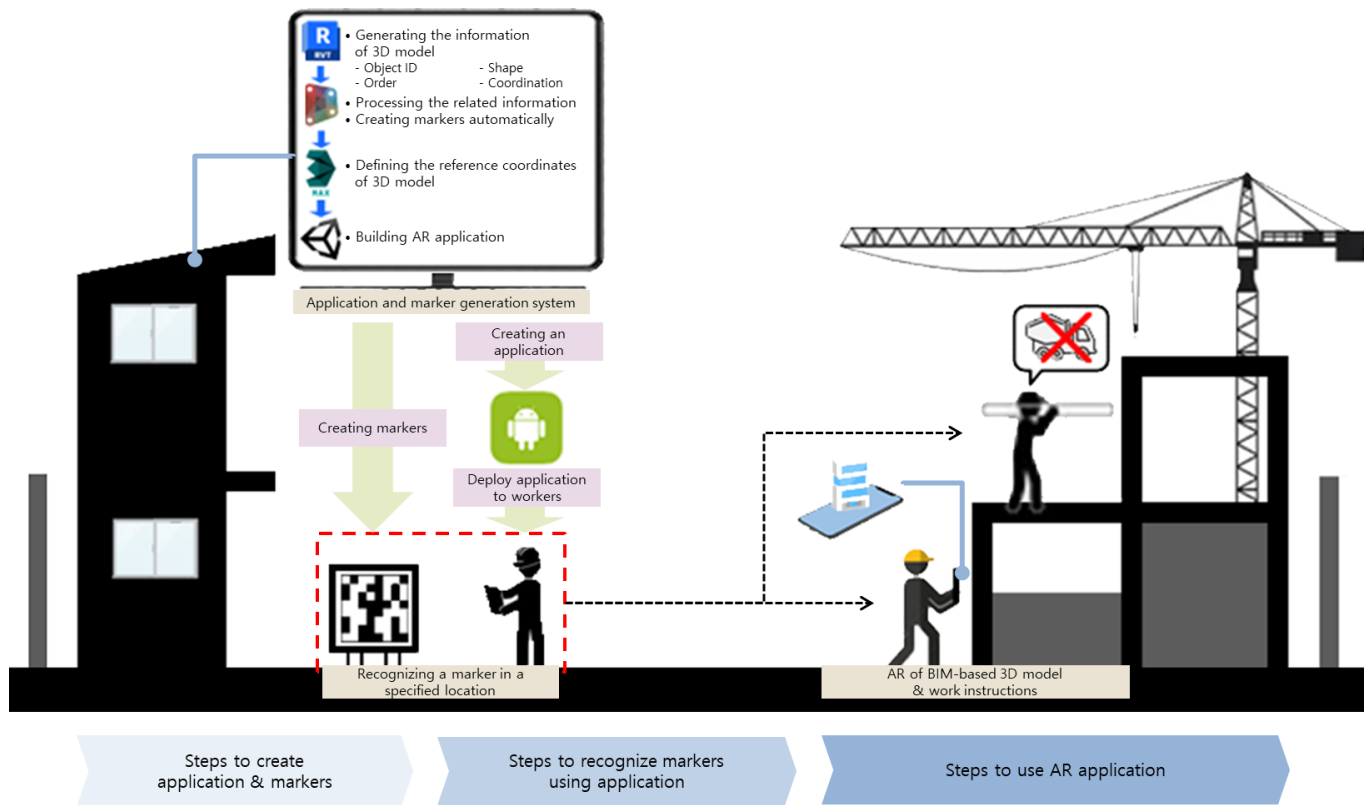 R
RVT
• Generating the information
of 3D model
- Object ID - Shape
- Order - Coordination
• Processing the related information
• Creating markers automatically
• Defining the reference coordinates
of 3D model
MAX
• Building AR application
Application and marker generation system
Creating an
application
Creating markers
Deploy application
to workers
Recognizing a marker in a
specified location
AR of BIM-based 3D model
& work instructions
Steps to create
application & markers
Steps to recognize markers
using application
Steps to use AR application